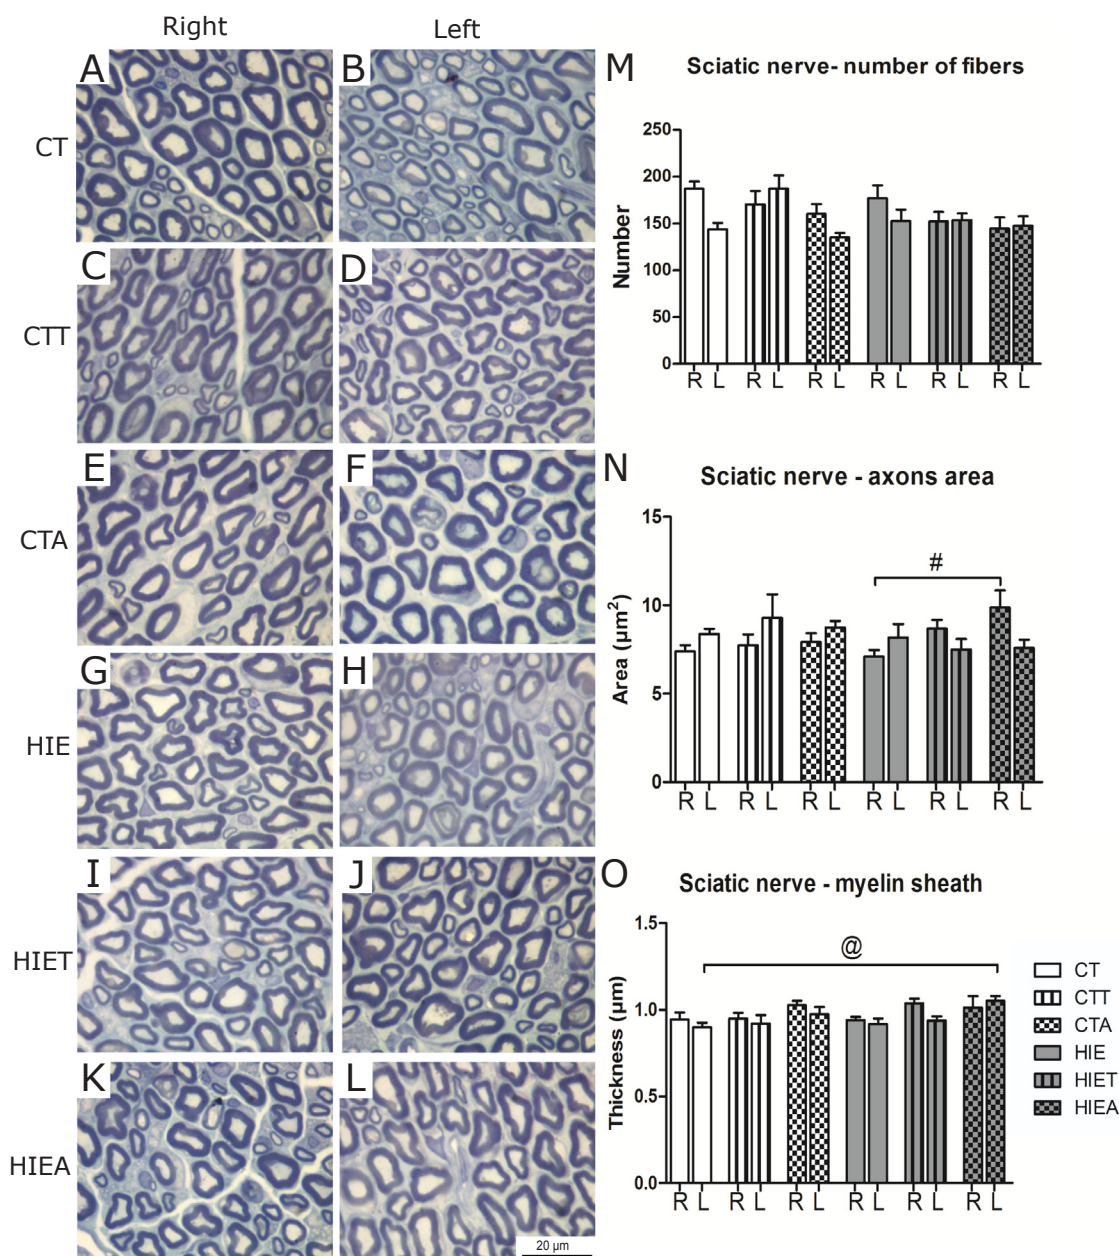 Right Left
A B
CT
C D
CTT
E F
CTA
G H
HIE
I J
HIET
K L
HIEA
20 µm
M Sciatic nerve- number of fibers
250
200
150
100
50
0
Number
R L R L R L R L R L R L
N Sciatic nerve - axons area
15
10
5
0
Area (µm²)
#
R L R L R L R L R L R L
O Sciatic nerve - myelin sheath
1.5
1.0
0.5
0.0
Thickness (µm)
@
R L R L R L R L R L R L
CT
CTT
CTA
HIE
HIET
HIEA